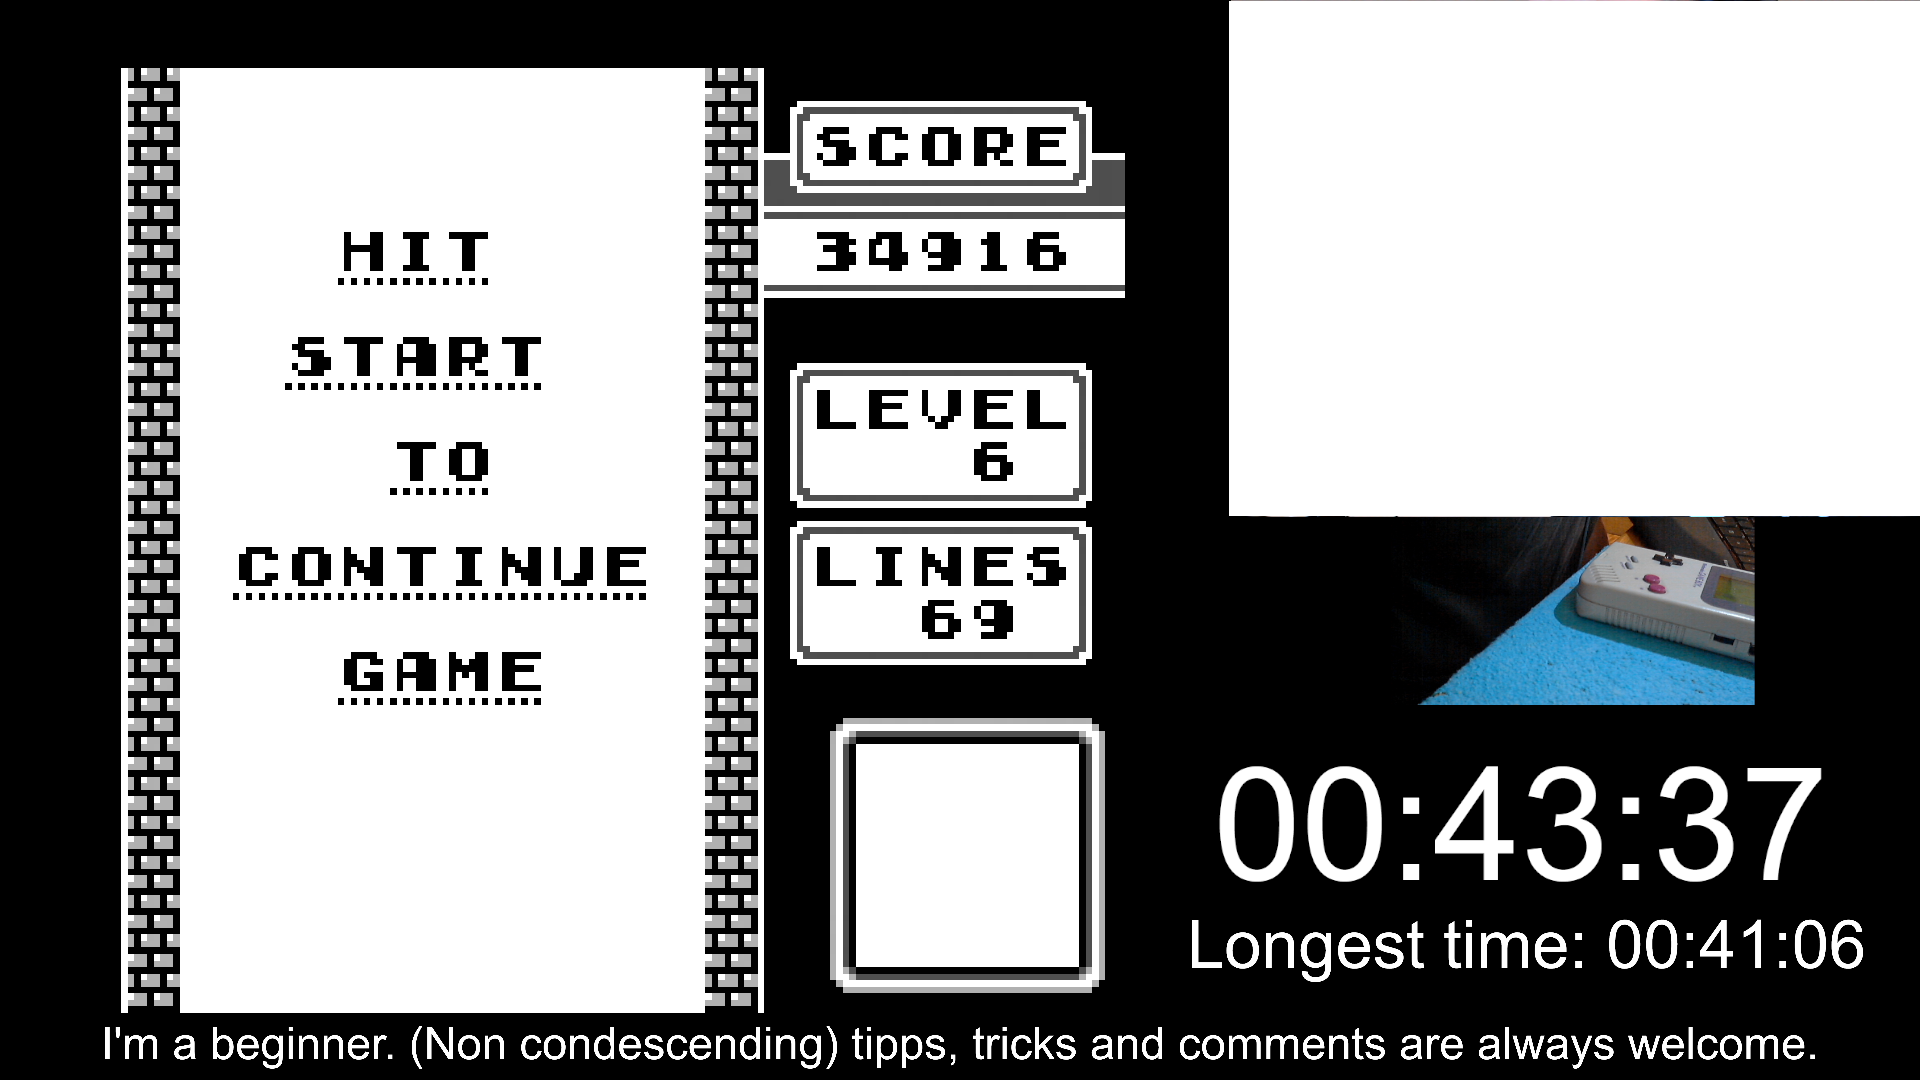 HIT
START
TO
CONTINUE
GAME
SCORE
34916
LEVEL
6
LINES
69
00:43:37
Longest time: 00:41:06
I'm a beginner. (Non condescending) tipps, tricks and comments are always welcome.